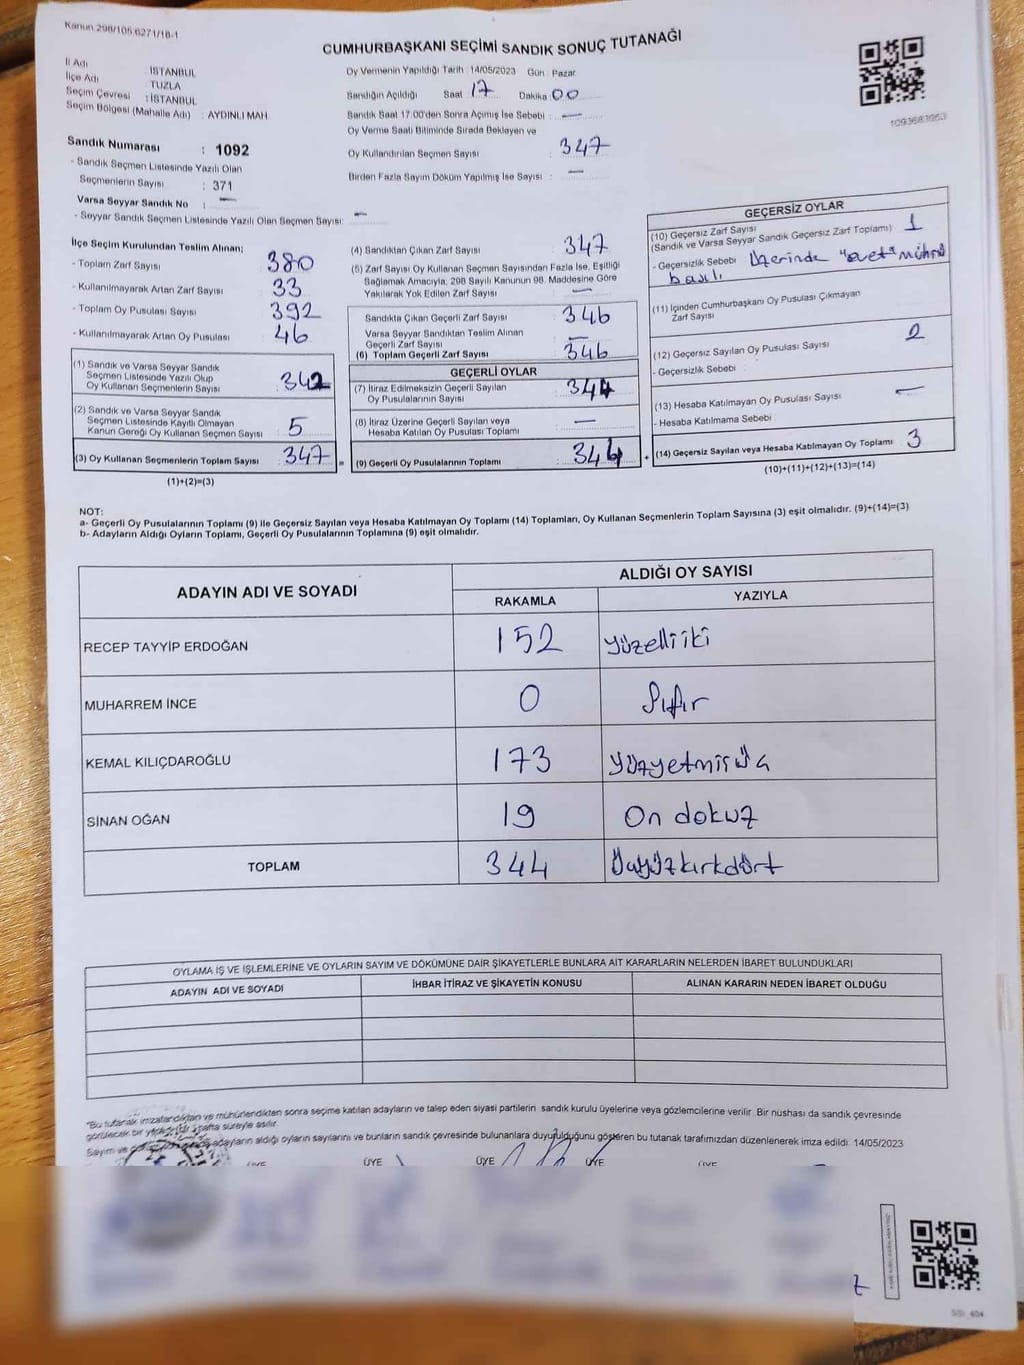 Kanun 298/105.6271/16-1
CUMHURBAŞKANI SEÇİMİ SANDIK SONUÇ TUTANAĞI
İl Adı : İSTANBUL
İlçe Adı : TUZLA
Seçim Çevresi : İSTANBUL
Seçim Bölgesi (Mahalle Adı) : AYDINLI MAH.
Sandık Numarası : 1092
- Sandık Seçmen Listesinde Yazılı Olan
Seçmenlerin Sayısı : 371
Varsa Seyyar Sandık No : —
- Seyyar Sandık Seçmen Listesinde Yazılı Olan Seçmen Sayısı: —
Oy Vermenin Yapıldığı Tarih : 14/05/2023 Gün : Pazar
Sandığın Açıldığı Saat 17 Dakika 00
Sandık Saat 17.00'den Sonra Açımış İse Sebebi : —
Oy Verme Saati Bitiminde Sırada Bekleyen ve
Oy Kullandırılan Seçmen Sayısı : 347
Birden Fazla Sayım Döküm Yapılmış İse Sayısı : —
1093683953
İlçe Seçim Kurulundan Teslim Alınan;
- Toplam Zarf Sayısı : 380
- Kullanılmayarak Artan Zarf Sayısı : 33
- Toplam Oy Pusulası Sayısı : 392
- Kullanılmayarak Artan Oy Pusulası : 46
(1) Sandık ve Varsa Seyyar Sandık
Seçmen Listesinde Yazılı Olup
Oy Kullanan Seçmenlerin Sayısı : 342
(2) Sandık ve Varsa Seyyar Sandık
Seçmen Listesinde Kayıtlı Olmayan
Kanun Gereği Oy Kullanan Seçmen Sayısı : 5
(3) Oy Kullanan Seçmenlerin Toplam Sayısı : 347
(1)+(2)=(3)
(4) Sandıktan Çıkan Zarf Sayısı : 347
(5) Zarf Sayısı Oy Kullanan Seçmen Sayısından Fazla İse, Eşitliği
Sağlamak Amacıyla; 298 Sayılı Kanunun 98. Maddesine Göre
Yakılarak Yok Edilen Zarf Sayısı : —
Sandıkta Çıkan Geçerli Zarf Sayısı : 346
Varsa Seyyar Sandıktan Teslim Alınan
Geçerli Zarf Sayısı : —
(6) Toplam Geçerli Zarf Sayısı : 346
GEÇERLİ OYLAR
(7) İtiraz Edilmeksizin Geçerli Sayılan
Oy Pusulalarının Sayısı : 344
(8) İtiraz Üzerine Geçerli Sayılan veya
Hesaba Katılan Oy Pusulası Toplamı : —
= (9) Geçerli Oy Pusulalarının Toplamı : 344
GEÇERSİZ OYLAR
(10) Geçersiz Zarf Sayısı
(Sandık ve Varsa Seyyar Sandık Geçersiz Zarf Toplamı) : 1
- Geçersizlik Sebebi : Üzerinde "evet" mührü
basılı
(11) İçinden Cumhurbaşkanı Oy Pusulası Çıkmayan
Zarf Sayısı
(12) Geçersiz Sayılan Oy Pusulası Sayısı : 2
- Geçersizlik Sebebi :
(13) Hesaba Katılmayan Oy Pusulası Sayısı : —
- Hesaba Katılmama Sebebi :
+ (14) Geçersiz Sayılan veya Hesaba Katılmayan Oy Toplamı : 3
(10)+(11)+(12)+(13)=(14)
NOT:
a- Geçerli Oy Pusulalarının Toplamı (9) ile Geçersiz Sayılan veya Hesaba Katılmayan Oy Toplamı (14) Toplamları, Oy Kullanan Seçmenlerin Toplam Sayısına (3) eşit olmalıdır. (9)+(14)=(3)
b- Adayların Aldığı Oyların Toplamı, Geçerli Oy Pusulalarının Toplamına (9) eşit olmalıdır.
ADAYIN ADI VE SOYADI ALDIĞI OY SAYISI
RAKAMLA YAZIYLA
RECEP TAYYİP ERDOĞAN 152 Yüzelliiki
MUHARREM İNCE 0 Sıfır
KEMAL KILIÇDAROĞLU 173 Yüzyetmişüç
SİNAN OĞAN 19 On dokuz
TOPLAM 344 Üçyüzkırkdört
OYLAMA İŞ VE İŞLEMLERİNE VE OYLARIN SAYIM VE DÖKÜMÜNE DAİR ŞİKAYETLERLE BUNLARA AİT KARARLARIN NELERDEN İBARET BULUNDUKLARI
ADAYIN ADI VE SOYADI İHBAR İTİRAZ VE ŞİKAYETİN KONUSU ALINAN KARARIN NEDEN İBARET OLDUĞU
"Bu tutanak imzalandıktan ve mühürlendikten sonra seçime katılan adayların ve talep eden siyasi partilerin sandık kurulu üyelerine veya gözlemcilerine verilir. Bir nüshası da sandık çevresinde
görülecek bir yere bir hafta süreyle asılır.
Sayım ve adayların aldığı oyların sayılarını ve bunların sandık çevresinde bulunanlara duyurulduğunu gösteren bu tutanak tarafımızdan düzenlenerek imza edildi. 14/05/2023
ÜYE ÜYE ÜYE ÜYE ÜYE